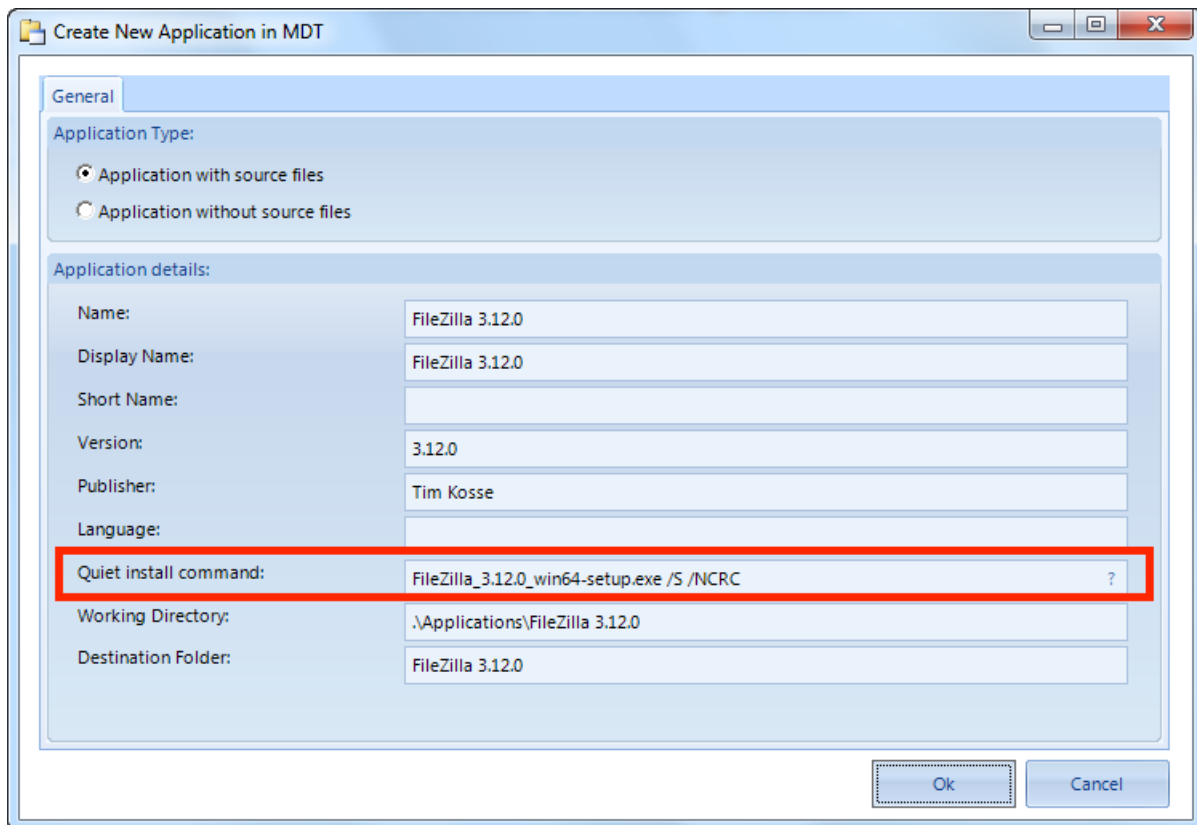 Create New Application in MDT
General
Application Type:
Application with source files
Application without source files
Application details:
Name: FileZilla 3.12.0
Display Name: FileZilla 3.12.0
Short Name:
Version: 3.12.0
Publisher: Tim Kosse
Language:
Quiet install command: FileZilla_3.12.0_win64-setup.exe /S /NCRC ?
Working Directory: .\Applications\FileZilla 3.12.0
Destination Folder: FileZilla 3.12.0
Ok Cancel